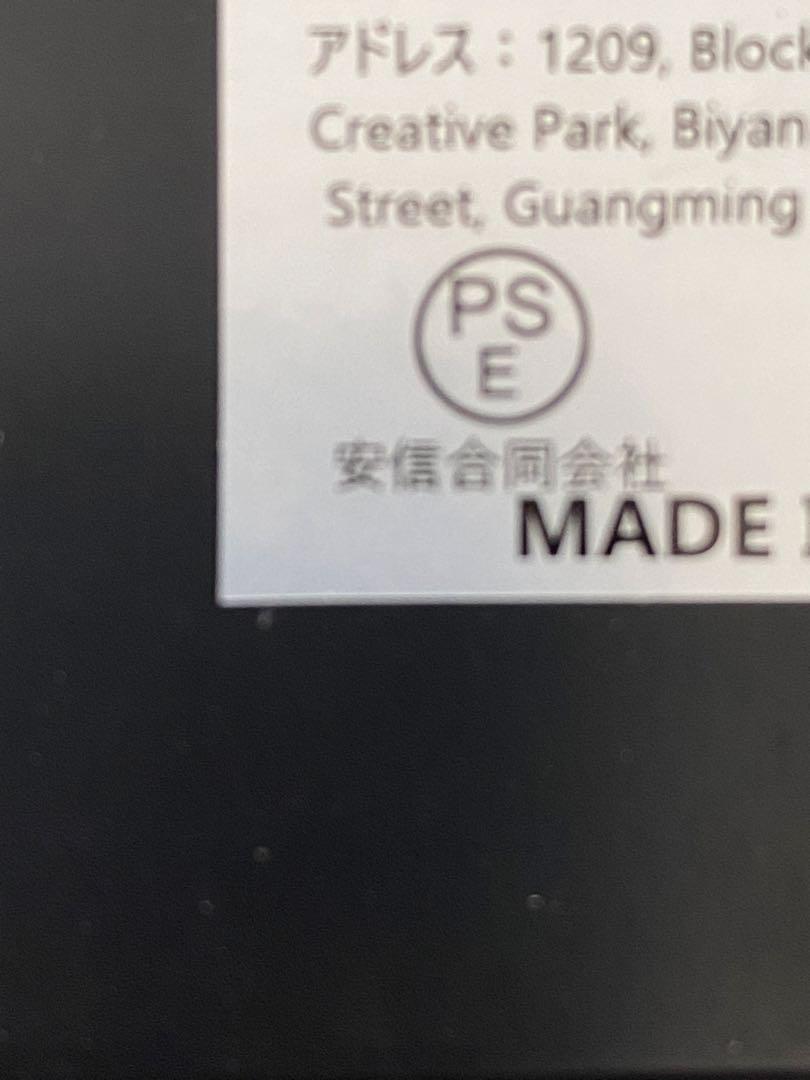 アドレス：1209, Block
Creative Park, Biyan
Street, Guangming
PS
E
安信合同会社
MADE